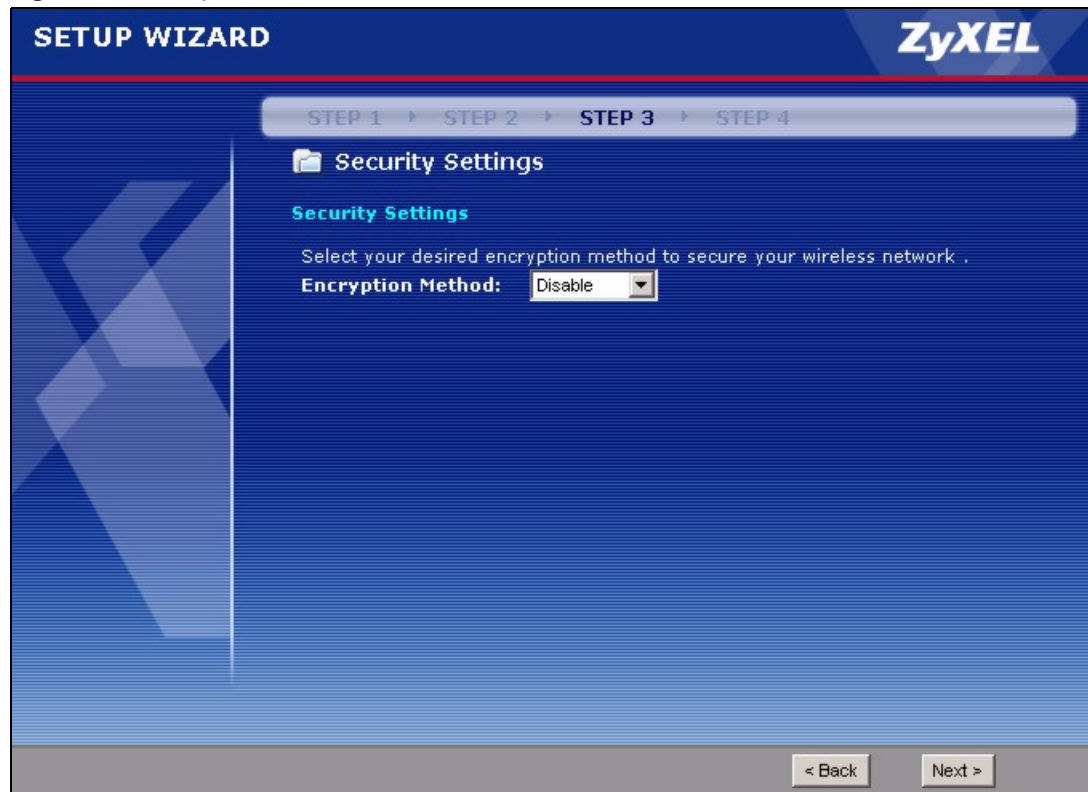 SETUP WIZARD
ZyXEL
STEP 1 STEP 2 STEP 3 STEP 4
Security Settings
Security Settings
Select your desired encryption method to secure your wireless network .
Encryption Method: Disable
< Back Next >